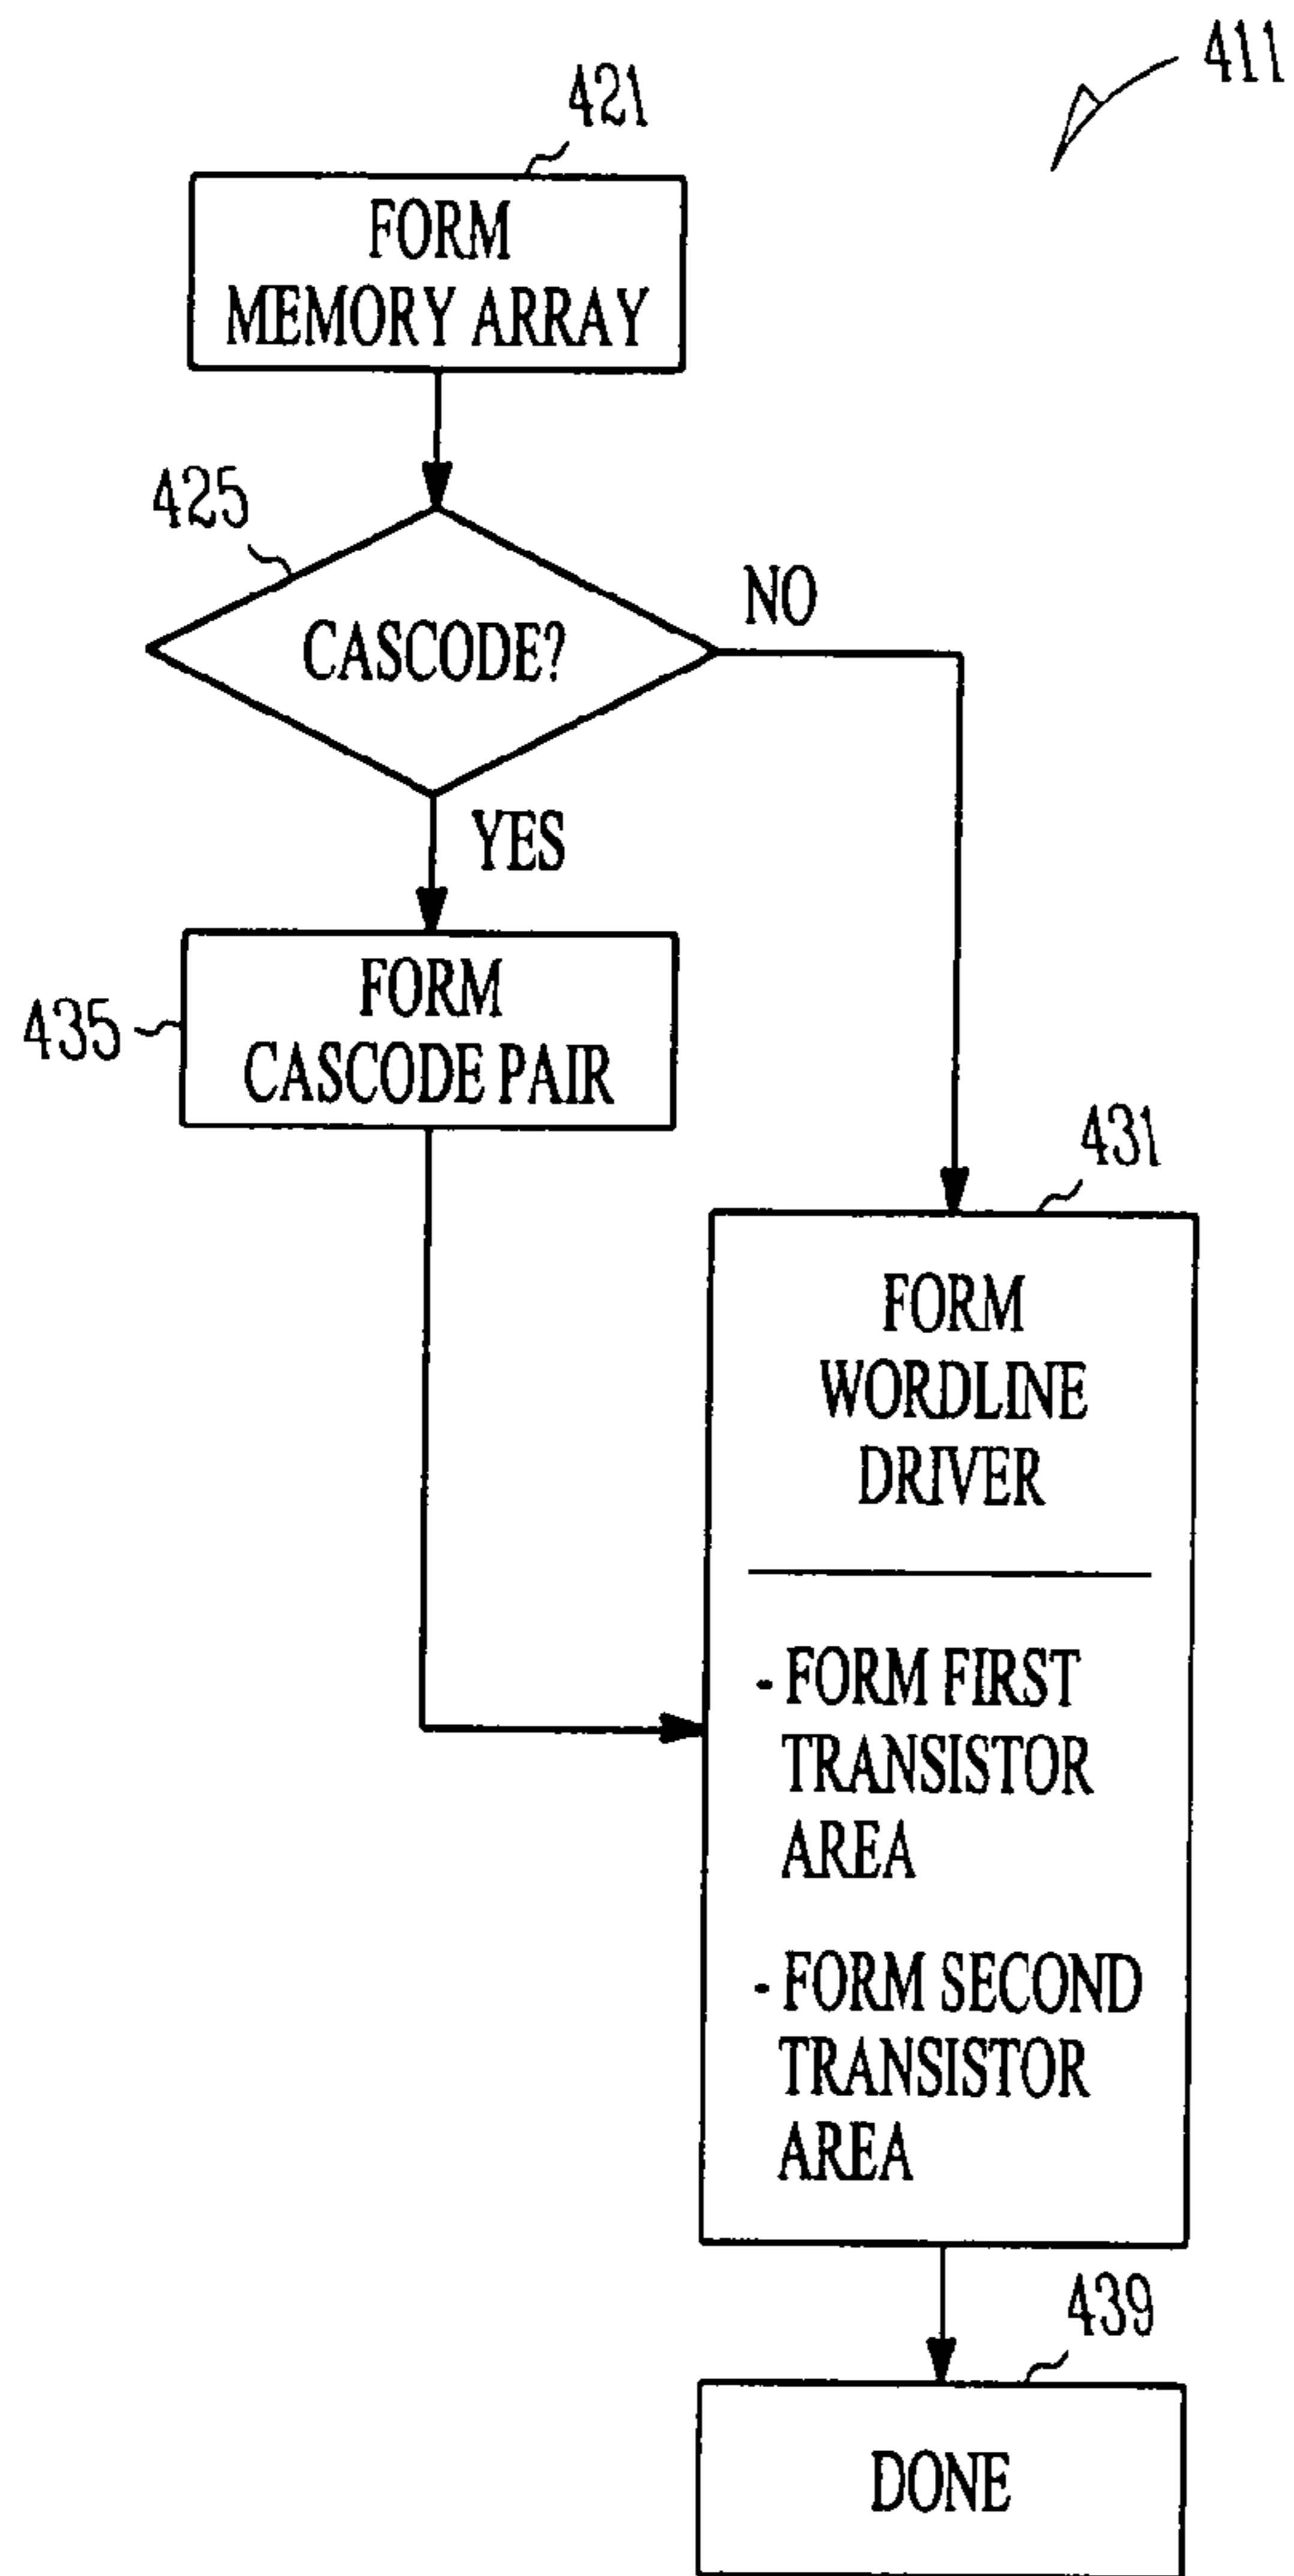 411
421
FORM
MEMORY ARRAY
425
CASCODE?
NO
YES
435
FORM
CASCODE PAIR
431
FORM
WORDLINE
DRIVER
- FORM FIRST
TRANSISTOR
AREA
- FORM SECOND
TRANSISTOR
AREA
439
DONE